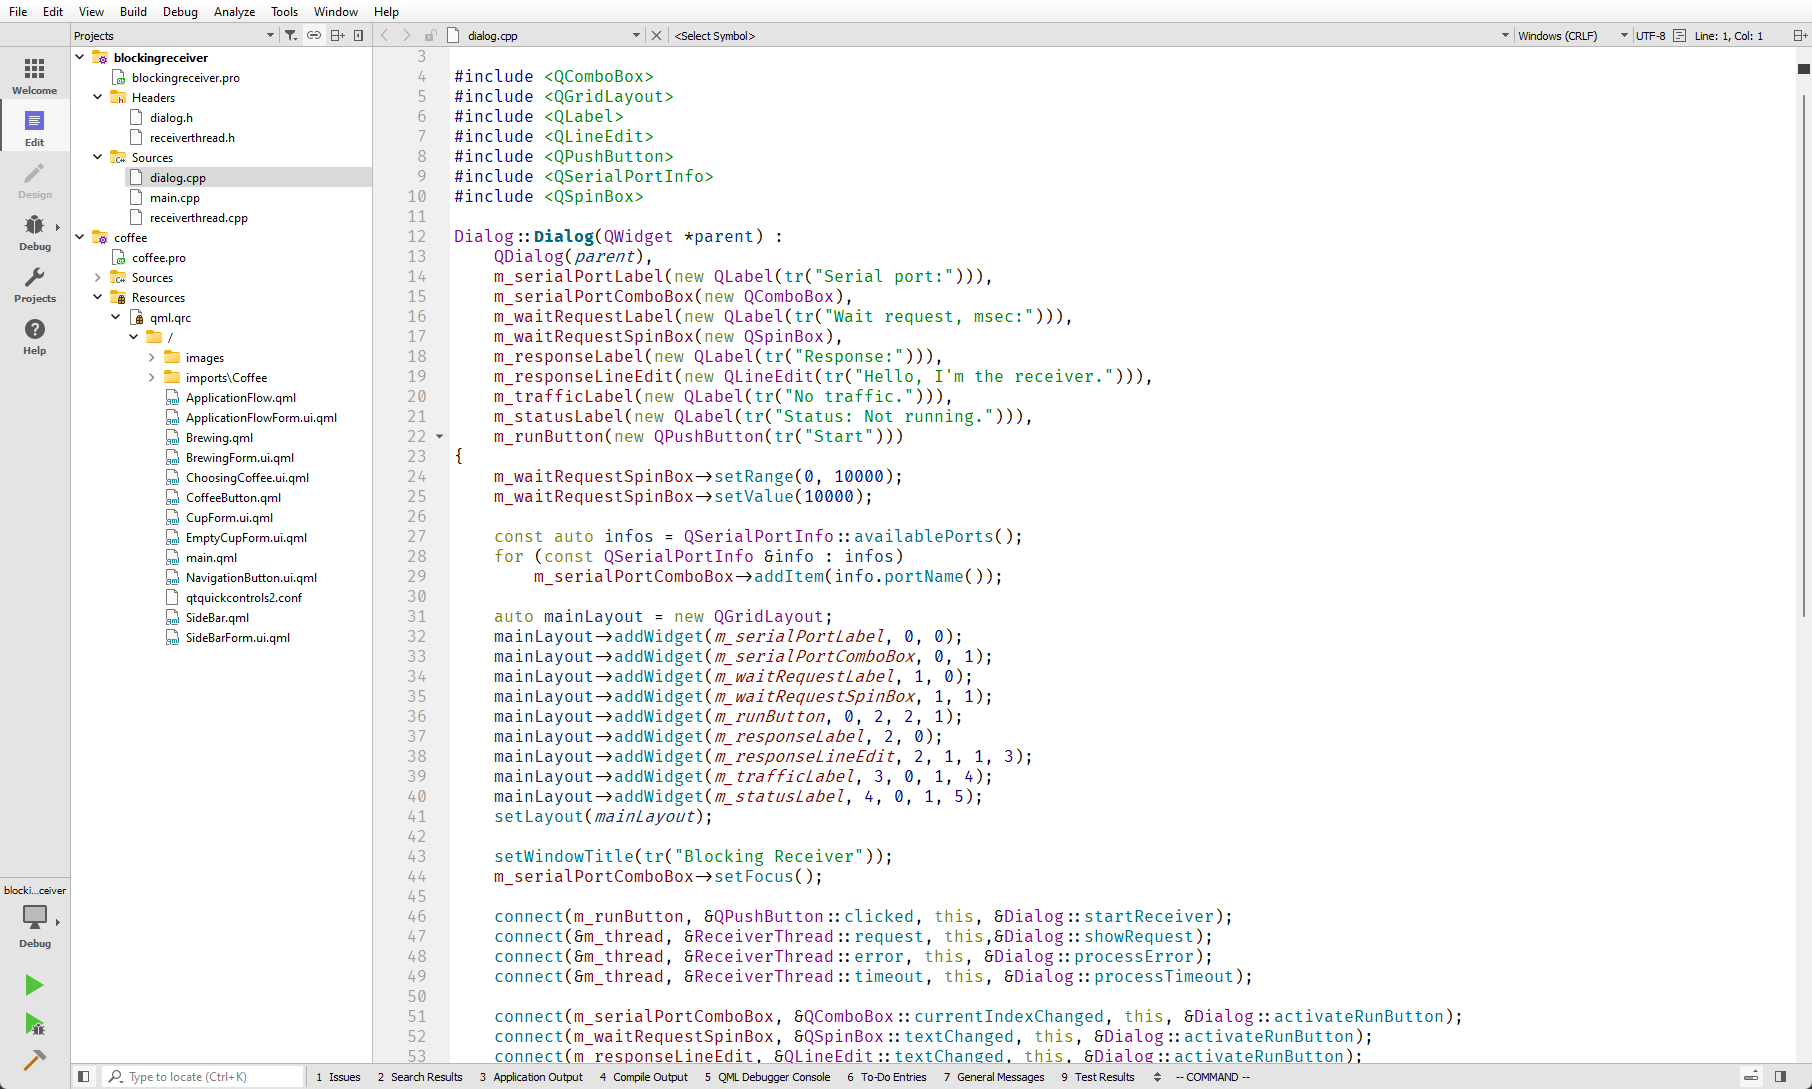 File Edit View Build Debug Analyze Tools Window Help
Projects
dialog.cpp
<Select Symbol>
Windows (CRLF)
UTF-8
Line: 1, Col: 1
Welcome
Edit
Design
Debug
Projects
Help
blockingreceiver
blockingreceiver.pro
Headers
dialog.h
receiverthread.h
Sources
dialog.cpp
main.cpp
receiverthread.cpp
coffee
coffee.pro
Sources
Resources
qml.qrc
/
images
imports\Coffee
ApplicationFlow.qml
ApplicationFlowForm.ui.qml
Brewing.qml
BrewingForm.ui.qml
ChoosingCoffee.ui.qml
CoffeeButton.qml
CupForm.ui.qml
EmptyCupForm.ui.qml
main.qml
NavigationButton.ui.qml
qtquickcontrols2.conf
SideBar.qml
SideBarForm.ui.qml
3
4 #include <QComboBox>
5 #include <QGridLayout>
6 #include <QLabel>
7 #include <QLineEdit>
8 #include <QPushButton>
9 #include <QSerialPortInfo>
10 #include <QSpinBox>
11
12 Dialog::Dialog(QWidget *parent) :
13 QDialog(parent),
14 m_serialPortLabel(new QLabel(tr("Serial port:"))),
15 m_serialPortComboBox(new QComboBox),
16 m_waitRequestLabel(new QLabel(tr("Wait request, msec:"))),
17 m_waitRequestSpinBox(new QSpinBox),
18 m_responseLabel(new QLabel(tr("Response:"))),
19 m_responseLineEdit(new QLineEdit(tr("Hello, I'm the receiver."))),
20 m_trafficLabel(new QLabel(tr("No traffic."))),
21 m_statusLabel(new QLabel(tr("Status: Not running."))),
22 m_runButton(new QPushButton(tr("Start")))
23 {
24 m_waitRequestSpinBox->setRange(0, 10000);
25 m_waitRequestSpinBox->setValue(10000);
26
27 const auto infos = QSerialPortInfo::availablePorts();
28 for (const QSerialPortInfo &info : infos)
29 m_serialPortComboBox->addItem(info.portName());
30
31 auto mainLayout = new QGridLayout;
32 mainLayout->addWidget(m_serialPortLabel, 0, 0);
33 mainLayout->addWidget(m_serialPortComboBox, 0, 1);
34 mainLayout->addWidget(m_waitRequestLabel, 1, 0);
35 mainLayout->addWidget(m_waitRequestSpinBox, 1, 1);
36 mainLayout->addWidget(m_runButton, 0, 2, 2, 1);
37 mainLayout->addWidget(m_responseLabel, 2, 0);
38 mainLayout->addWidget(m_responseLineEdit, 2, 1, 1, 3);
39 mainLayout->addWidget(m_trafficLabel, 3, 0, 1, 4);
40 mainLayout->addWidget(m_statusLabel, 4, 0, 1, 5);
41 setLayout(mainLayout);
42
43 setWindowTitle(tr("Blocking Receiver"));
44 m_serialPortComboBox->setFocus();
45
46 connect(m_runButton, &QPushButton::clicked, this, &Dialog::startReceiver);
47 connect(&m_thread, &ReceiverThread::request, this,&Dialog::showRequest);
48 connect(&m_thread, &ReceiverThread::error, this, &Dialog::processError);
49 connect(&m_thread, &ReceiverThread::timeout, this, &Dialog::processTimeout);
50
51 connect(m_serialPortComboBox, &QComboBox::currentIndexChanged, this, &Dialog::activateRunButton);
52 connect(m_waitRequestSpinBox, &QSpinBox::textChanged, this, &Dialog::activateRunButton);
53 connect(m_responseLineEdit, &QLineEdit::textChanged, this, &Dialog::activateRunButton);
blocki...ceiver
Debug
Type to locate (Ctrl+K)
1 Issues 2 Search Results 3 Application Output 4 Compile Output 5 QML Debugger Console 6 To-Do Entries 7 General Messages 9 Test Results -- COMMAND --